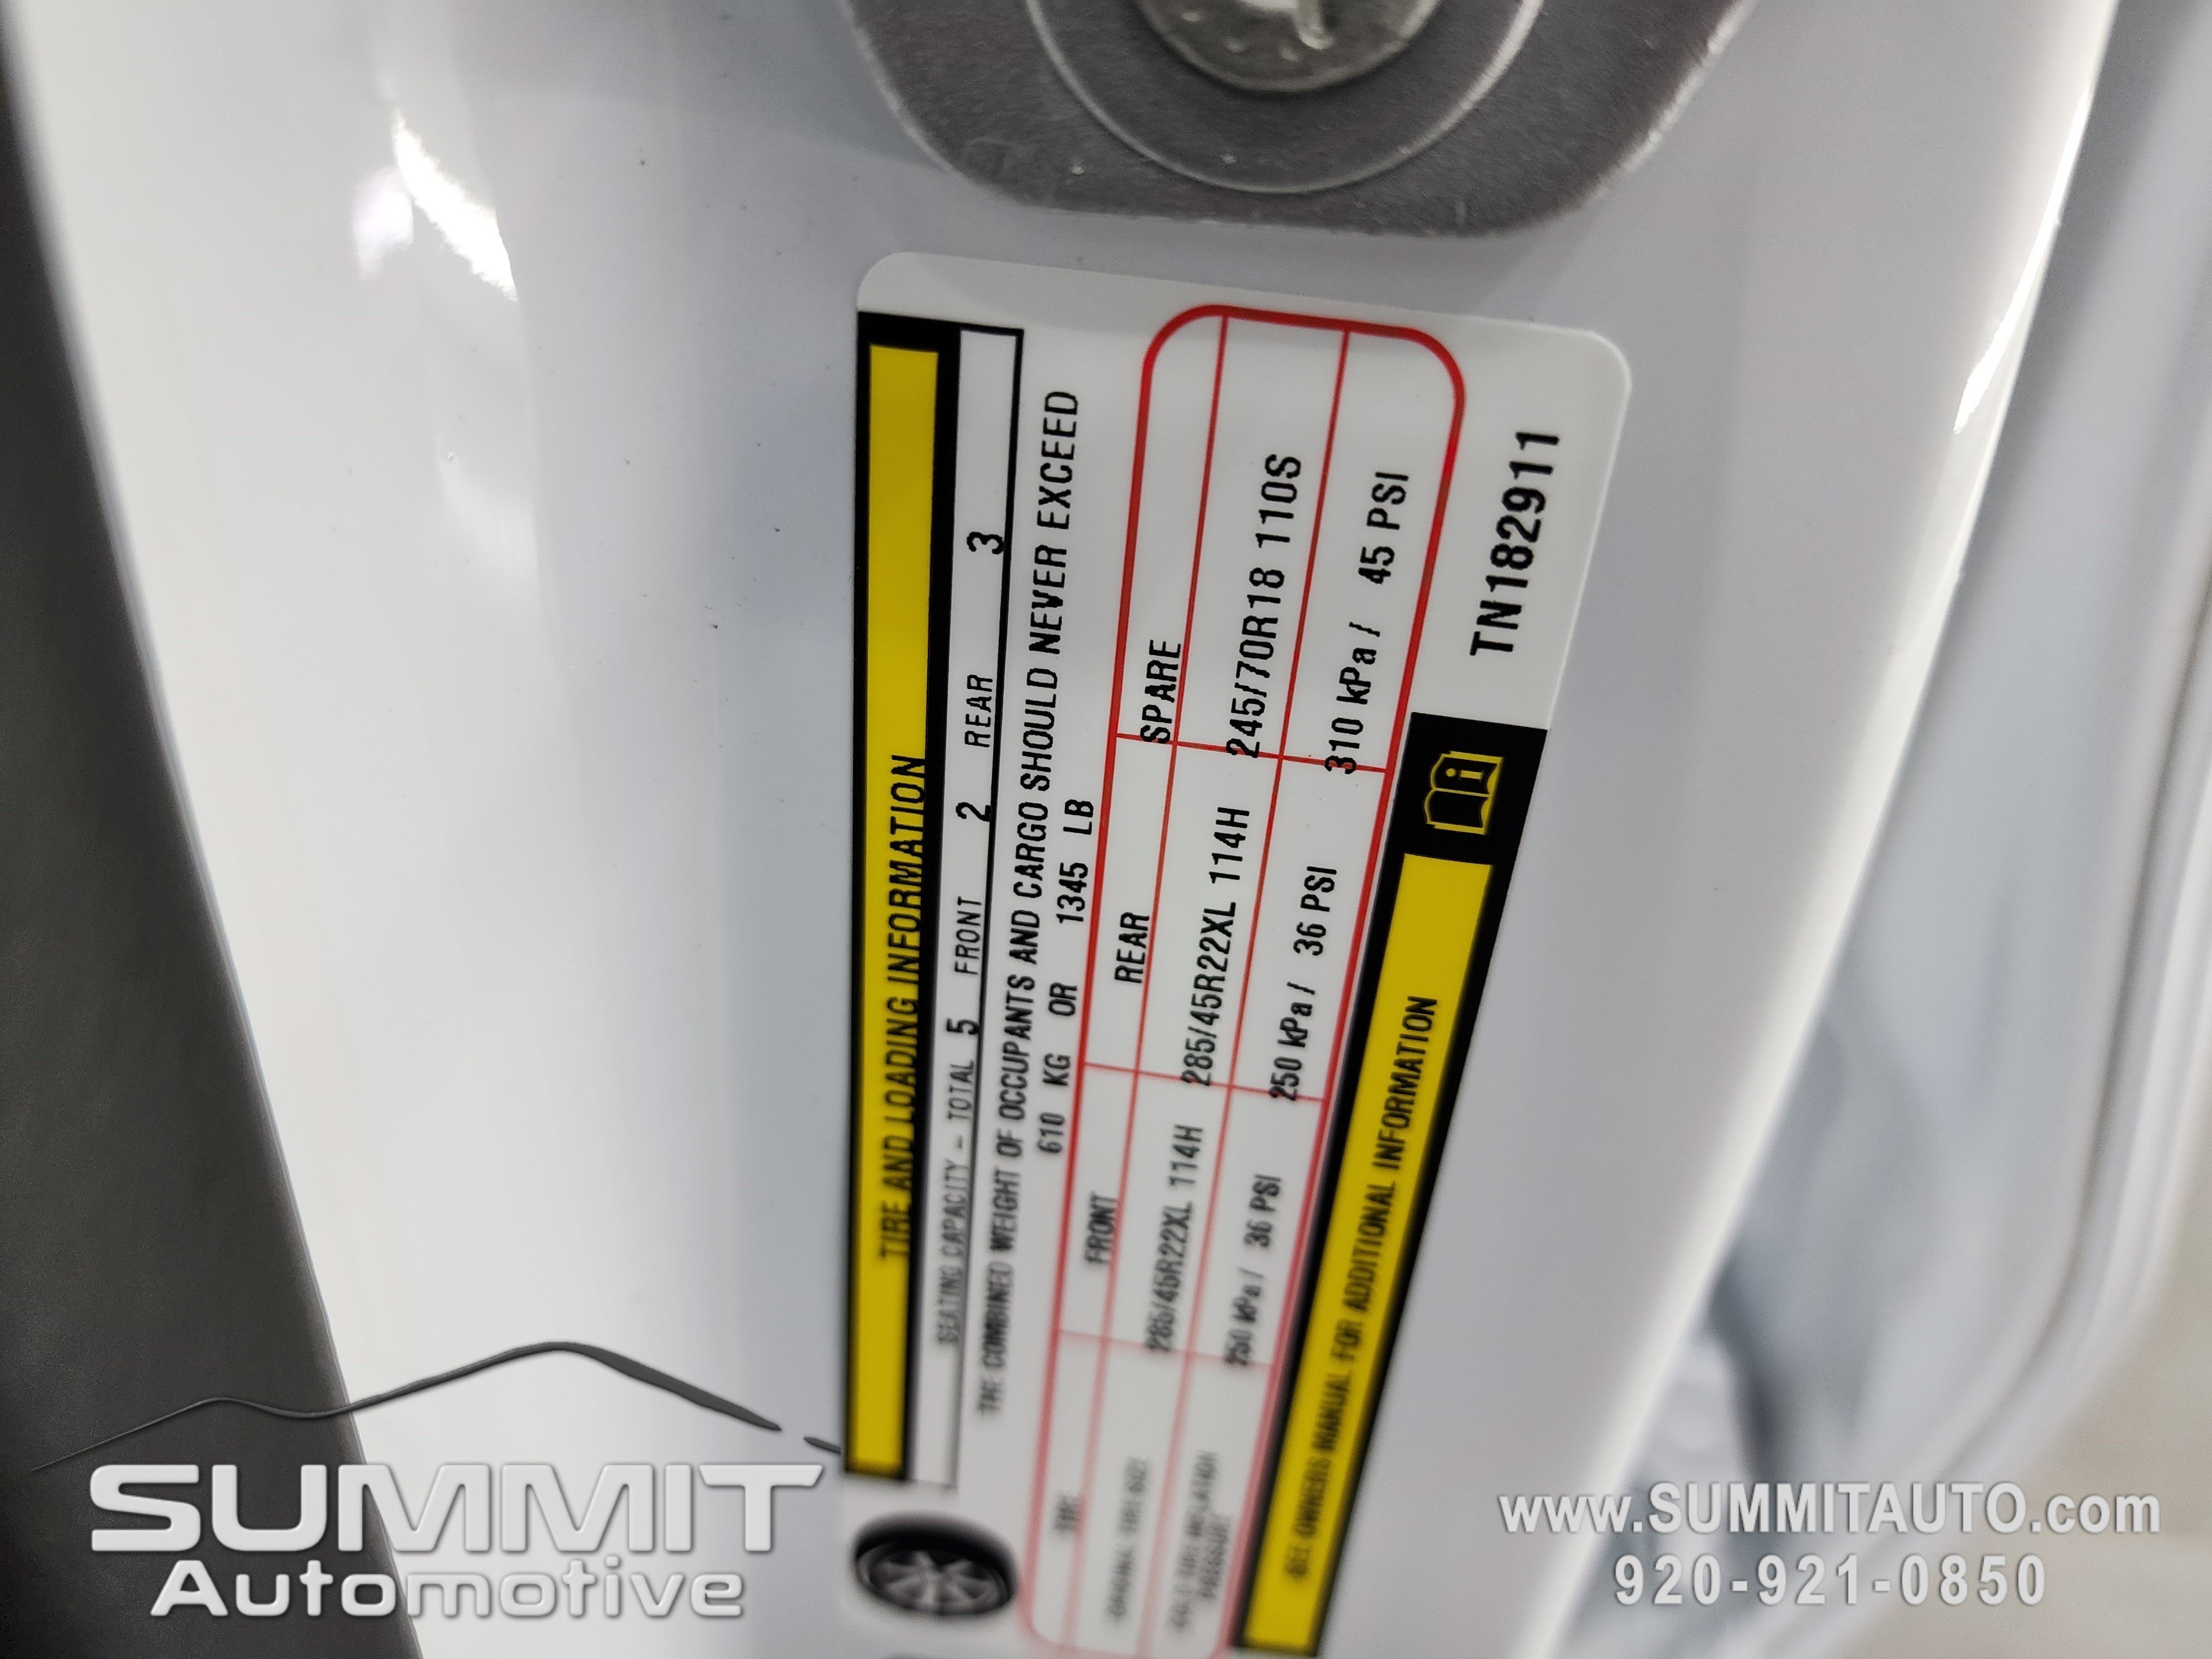 TIRE AND LOADING INFORMATION
SEATING CAPACITY - TOTAL 5 FRONT 2 REAR 3
THE COMBINED WEIGHT OF OCCUPANTS AND CARGO SHOULD NEVER EXCEED
610 KG OR 1345 LB
TIRE FRONT REAR SPARE
ORIGINAL TIRE SIZE 285/45R22XL 114H 285/45R22XL 114H 245/70R18 110S
COLD TIRE INFLATION PRESSURE 250 kPa / 36 PSI 250 kPa / 36 PSI 310 kPa / 45 PSI
SEE OWNERS MANUAL FOR ADDITIONAL INFORMATION
TN182911
SUMMIT
Automotive
www.SUMMITAUTO.com
920-921-0850